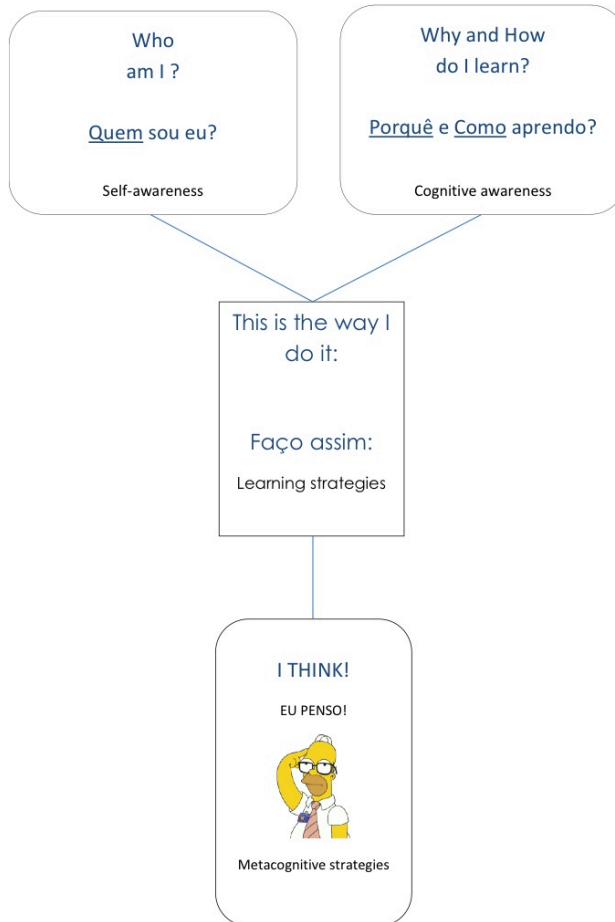 Who
am I ?
Quem sou eu?
Self-awareness
Why and How
do I learn?
Porquê e Como aprendo?
Cognitive awareness
This is the way I
do it:
Faço assim:
Learning strategies
I THINK!
EU PENSO!
Metacognitive strategies